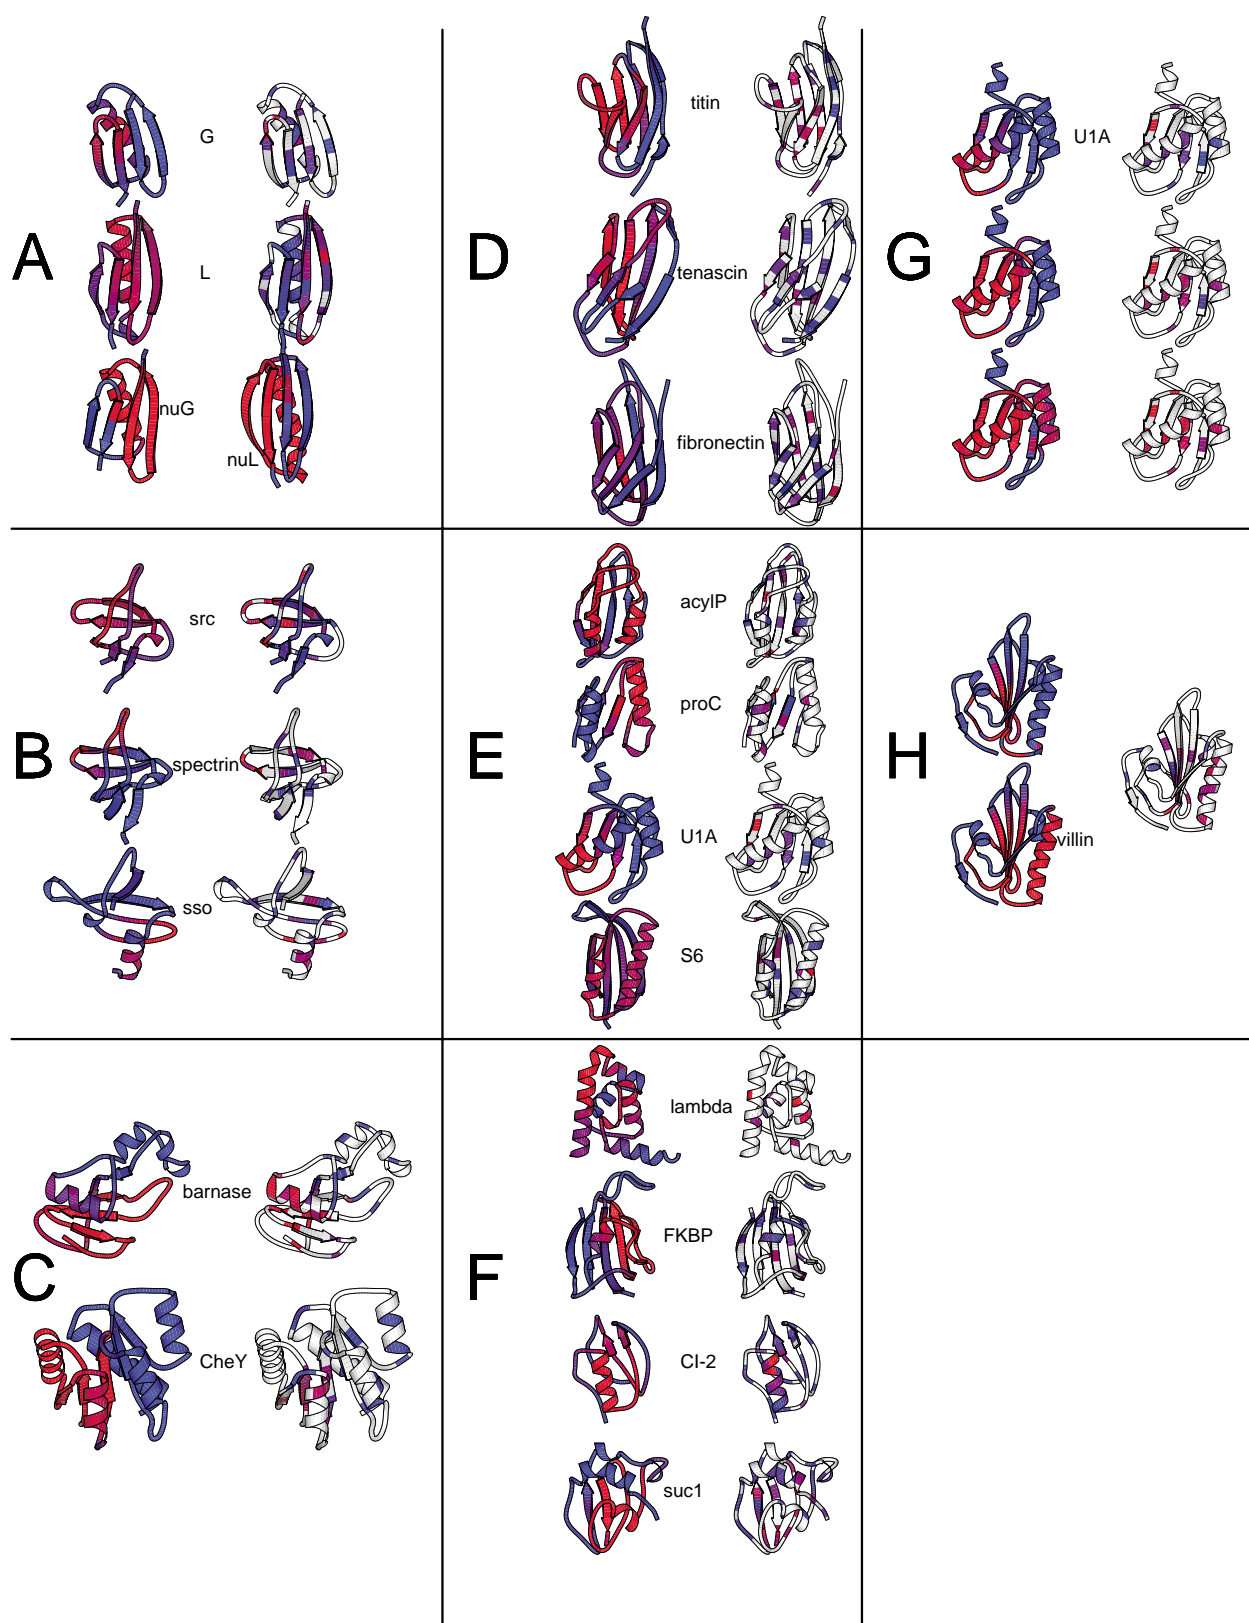 A
G
L
nuG
nuL
B
src
spectrin
sso
C
barnase
CheY
D
titin
tenascin
fibronectin
E
acylP
proC
U1A
S6
F
lambda
FKBP
CI-2
suc1
G
U1A
H
villin